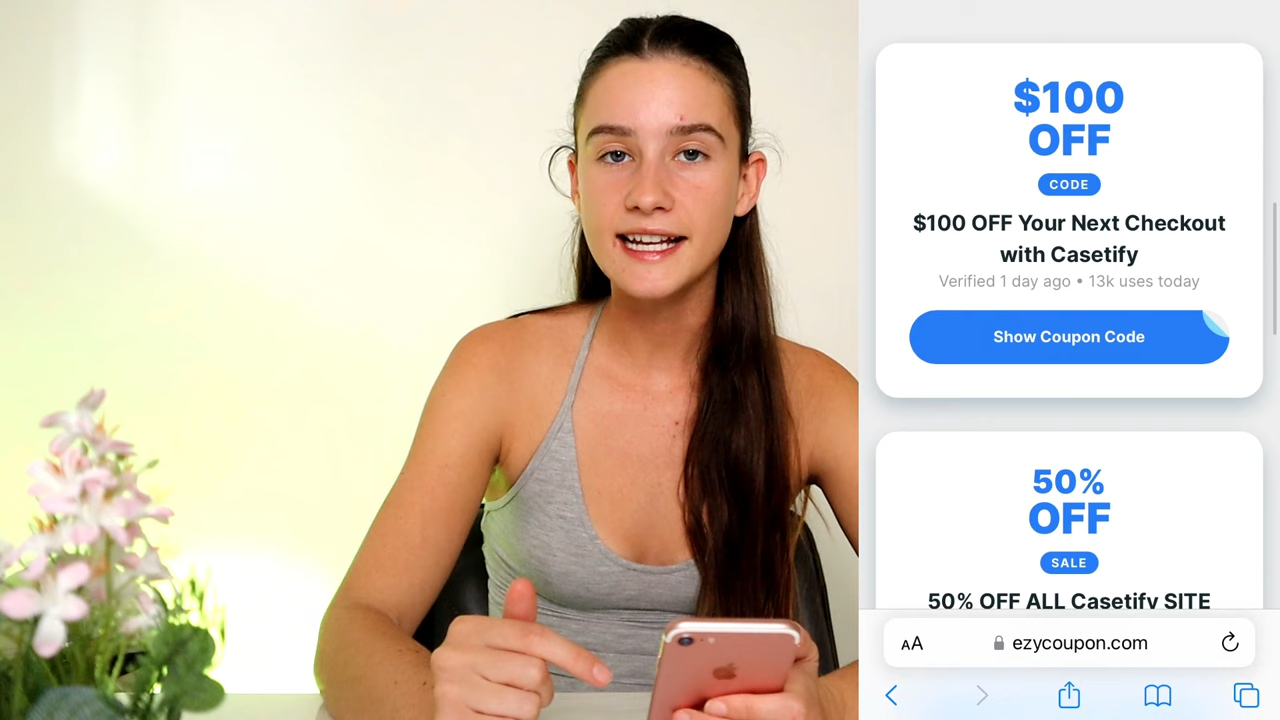 $100
OFF
CODE
$100 OFF Your Next Checkout
with Casetify
Verified 1 day ago • 13k uses today
Show Coupon Code
50%
OFF
SALE
50% OFF ALL Casetify SITE
AA
ezycoupon.com